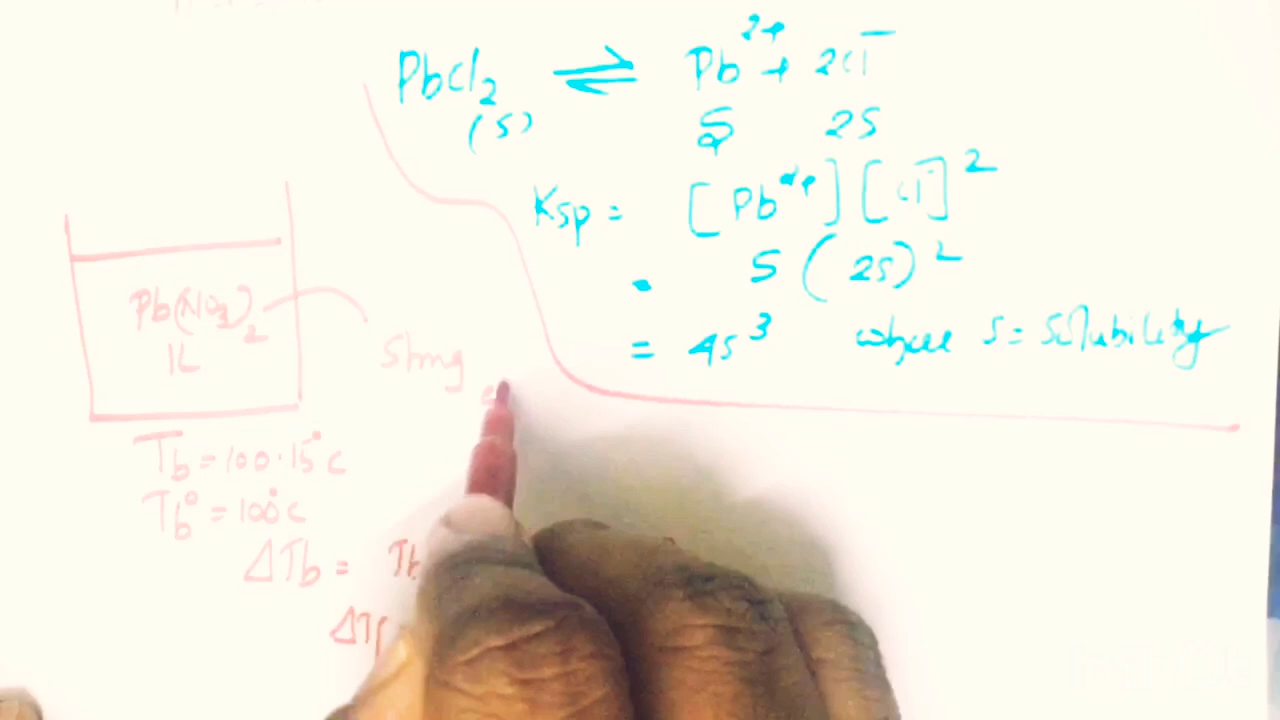 PbCl₂ ⇌ Pb²⁺ + 2Cl⁻
(s) S 2S
Ksp = [Pb²⁺] [Cl⁻]²
S (2S)²
= 4S³ where S = Solubility
Pb(NO₃)₂
1L
Tb = 100.15°C
Tb° = 100°C
ΔTb = Tb